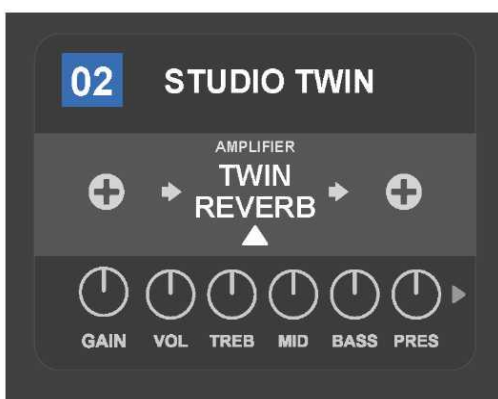 02 STUDIO TWIN
AMPLIFIER
TWIN
REVERB
GAIN VOL TREB MID BASS PRES